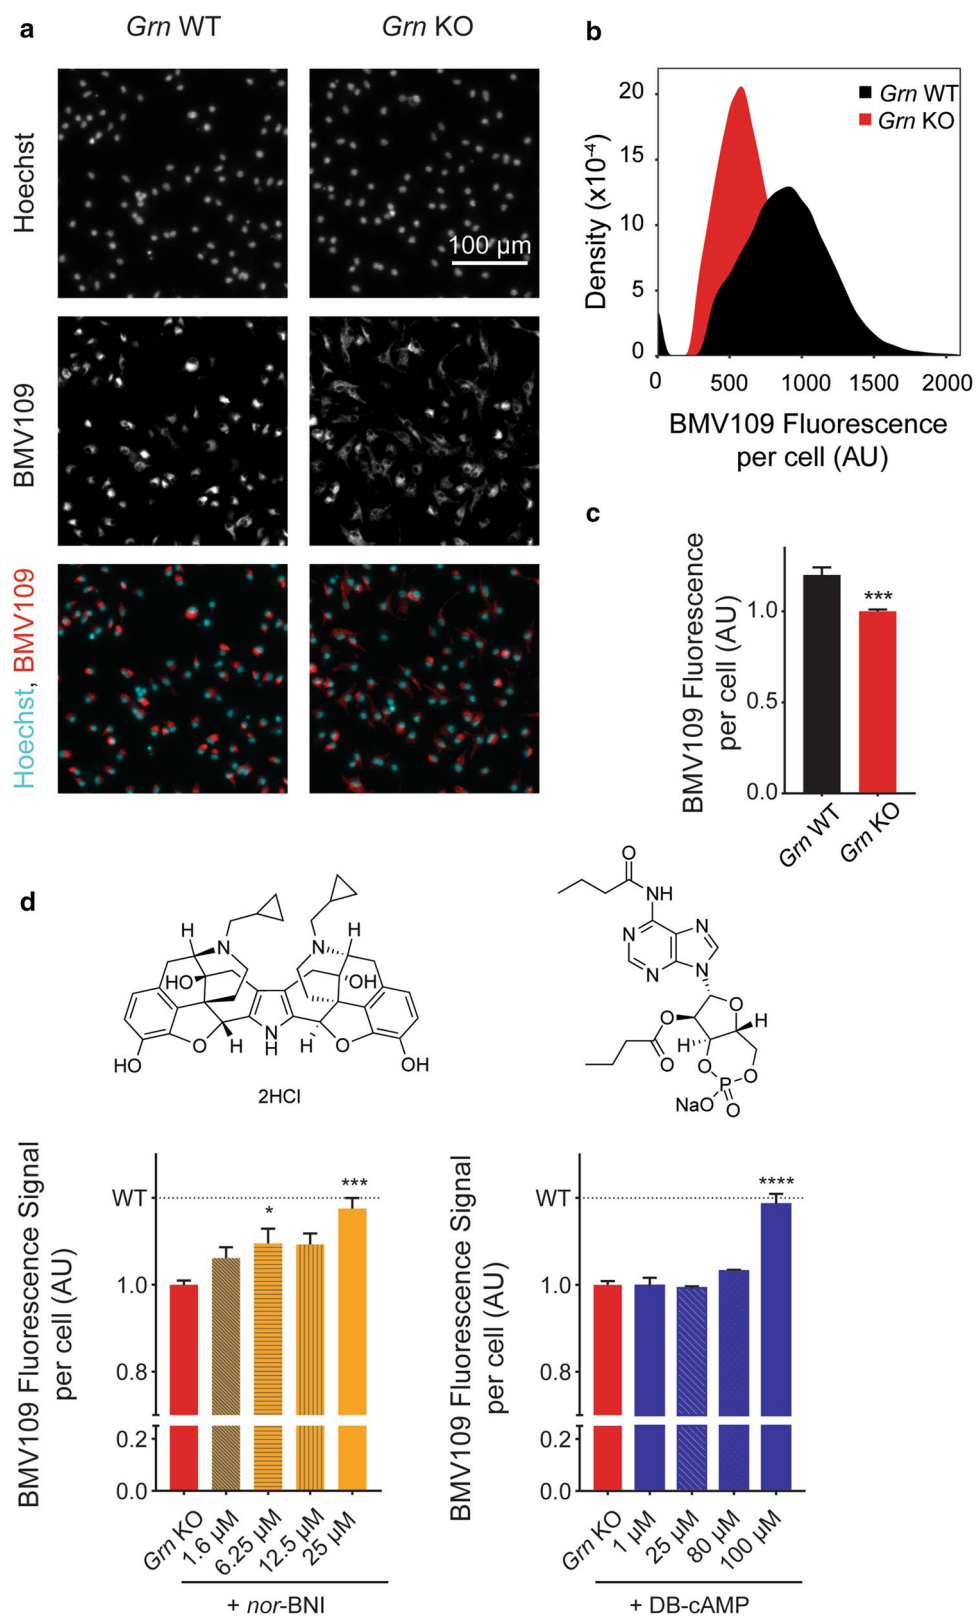 a
Grn WT
Grn KO
Hoechst
100 µm
BMV109
Hoechst, BMV109
b
Density (x10-4)
20
15
10
5
0
Grn WT
Grn KO
0
500
1000
1500
2000
BMV109 Fluorescence
per cell (AU)
c
BMV109 Fluorescence
per cell (AU)
1.0
0.5
0.0
***
Grn WT
Grn KO
d
H
N
N
H
HO
OH
O
H
N
H
H
O
HO
OH
2HCl
O
NH
N
N
N
N
O
O
H
O
H
O
O
P
NaO
O
BMV109 Fluorescence Signal
per cell (AU)
WT
1.0
0.8
0.2
0.0
*
***
Grn KO
1.6 µM
6.25 µM
12.5 µM
25 µM
+ nor-BNI
BMV109 Fluorescence Signal
per cell (AU)
WT
1.0
0.8
0.2
0.0
****
Grn KO
1 µM
25 µM
80 µM
100 µM
+ DB-cAMP